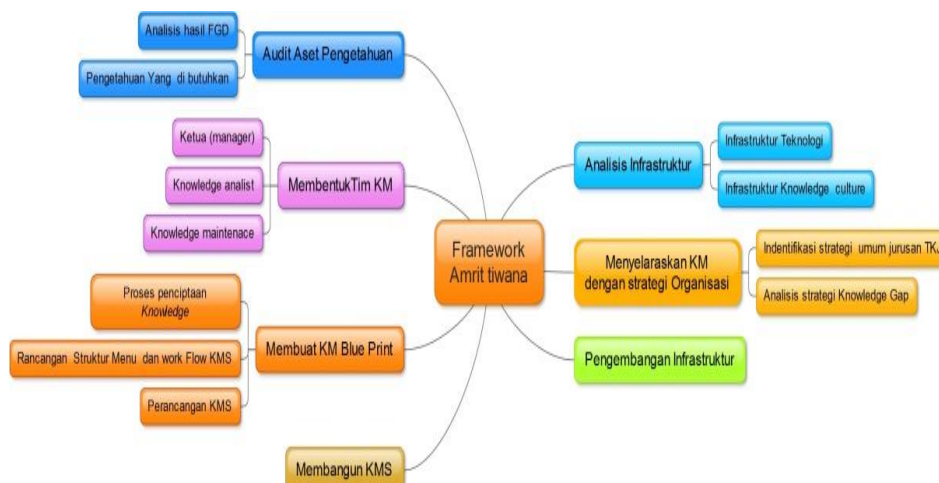 Framework
Amrit tiwana
Analisis Infrastruktur
Infrastruktur Teknologi
Infrastruktur Knowledge culture
Menyelaraskan KM
dengan strategi Organisasi
Indentifikasi strategi umum jurusan TKJ
Analisis strategi Knowledge Gap
Pengembangan Infrastruktur
Audit Aset Pengetahuan
Analisis hasil FGD
Pengetahuan Yang di butuhkan
MembentukTim KM
Ketua (manager)
Knowledge analist
Knowledge maintenace
Membuat KM Blue Print
Proses penciptaan
Knowledge
Rancangan Struktur Menu dan work Flow KMS
Perancangan KMS
Membangun KMS